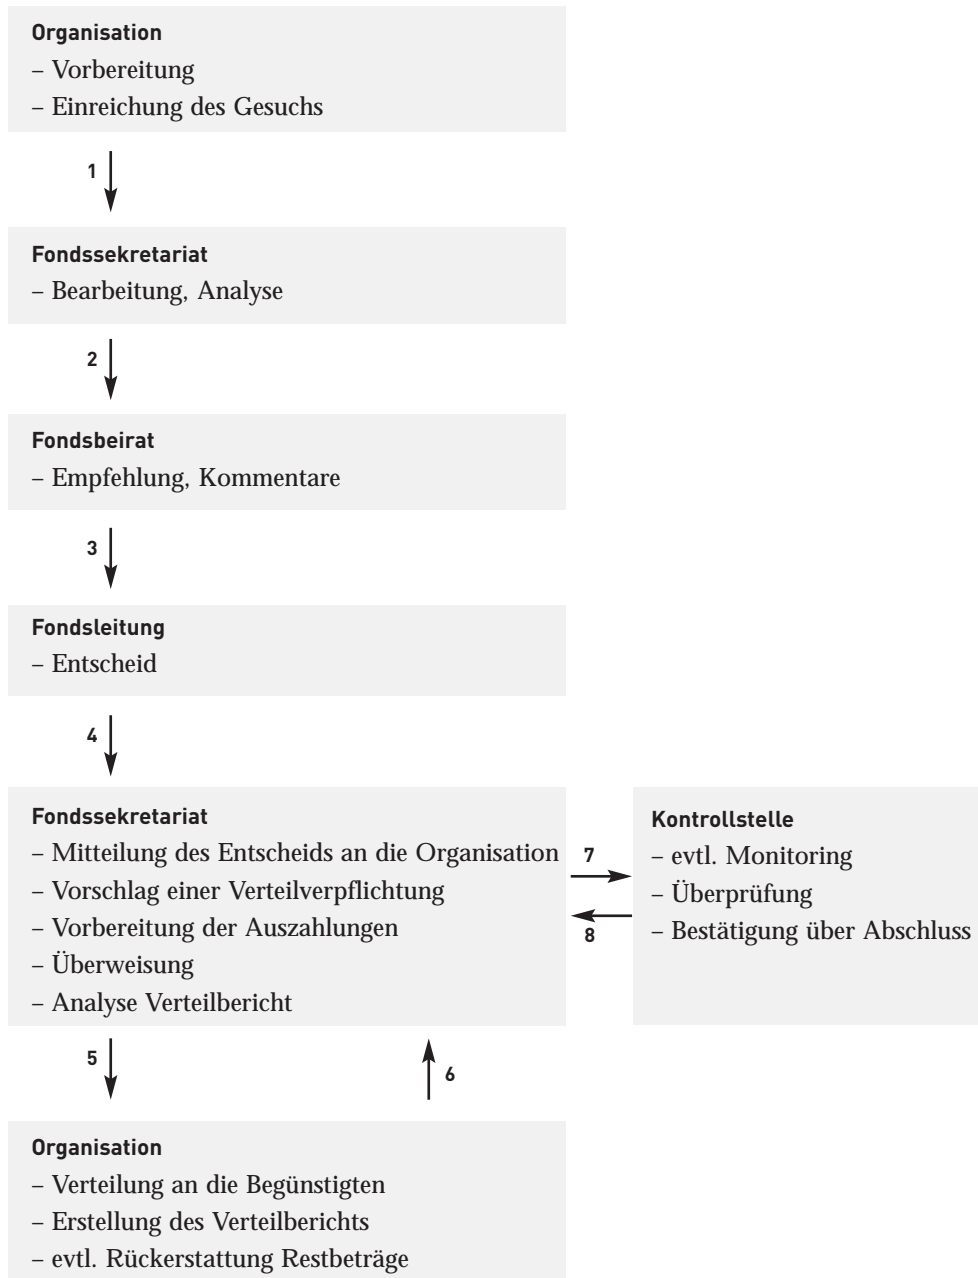 Organisation
– Vorbereitung
– Einreichung des Gesuchs
1
Fondssekretariat
– Bearbeitung, Analyse
2
Fondsbeirat
– Empfehlung, Kommentare
3
Fondsleitung
– Entscheid
4
Fondssekretariat
– Mitteilung des Entscheids an die Organisation
– Vorschlag einer Verteilverpflichtung
– Vorbereitung der Auszahlungen
– Überweisung
– Analyse Verteilbericht
7
8
Kontrollstelle
– evtl. Monitoring
– Überprüfung
– Bestätigung über Abschluss
5
6
Organisation
– Verteilung an die Begünstigten
– Erstellung des Verteilberichts
– evtl. Rückerstattung Restbeträge